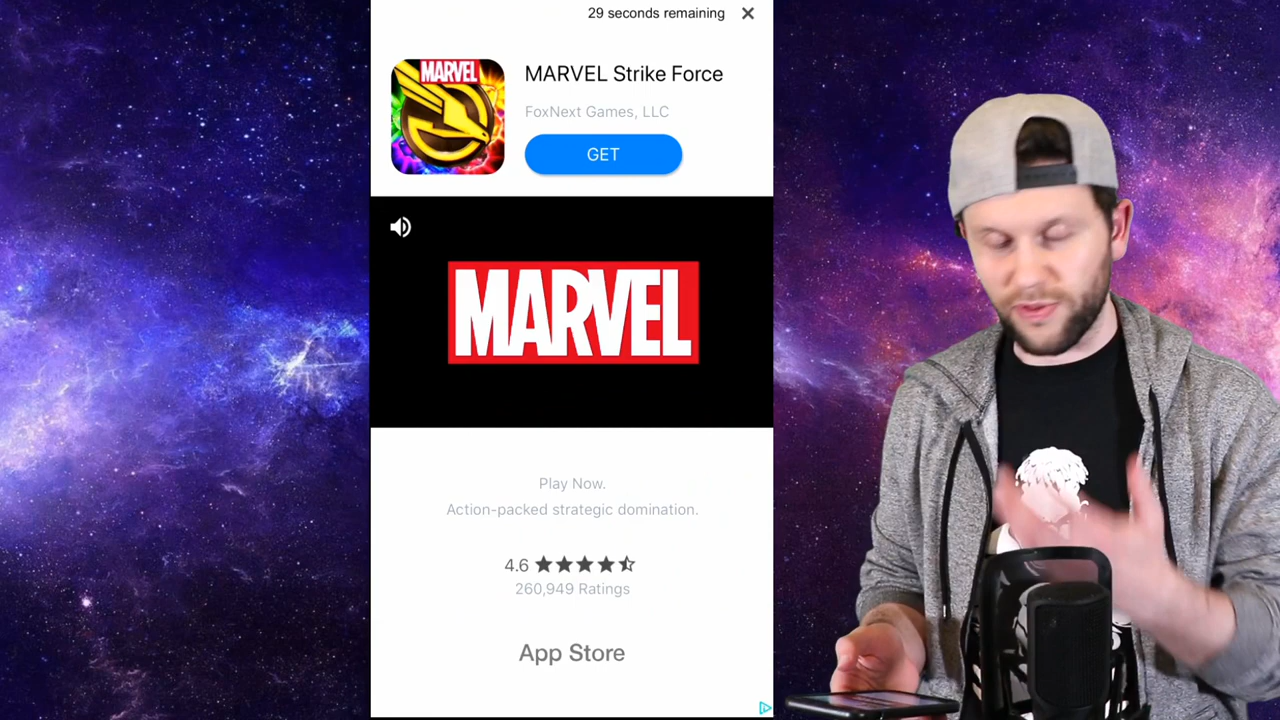 29 seconds remaining
MARVEL
MARVEL Strike Force
FoxNext Games, LLC
GET
MARVEL
Play Now.
Action-packed strategic domination.
4.6
260,949 Ratings
App Store